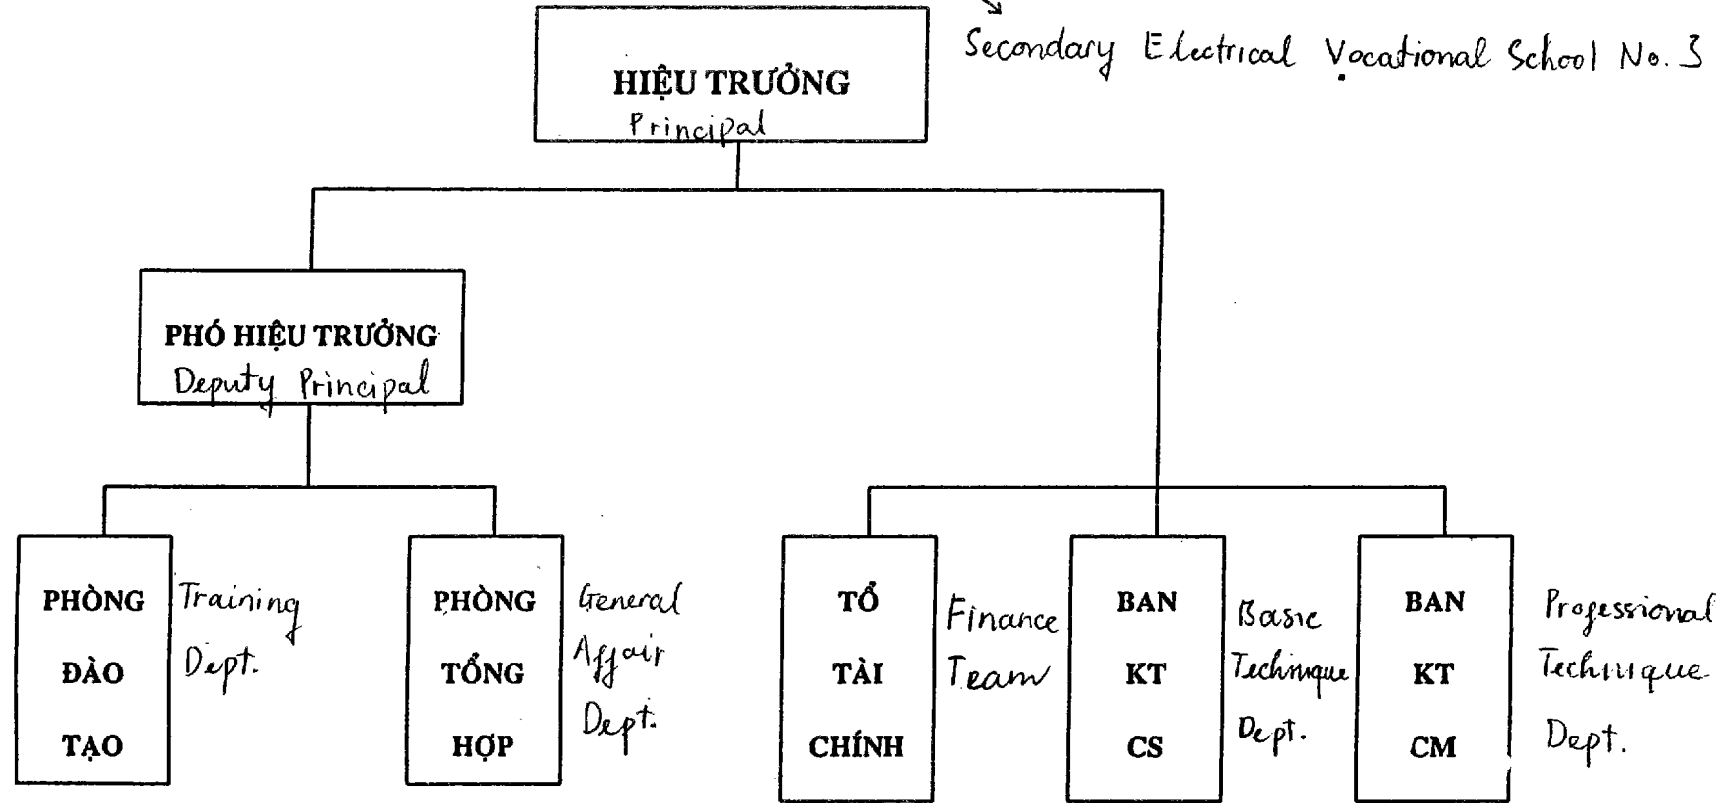 Secondary Electrical Vocational School No. 3
HIỆU TRƯỞNG
Principal
PHÓ HIỆU TRƯỞNG
Deputy Principal
PHÒNG
ĐÀO
TẠO
Training
Dept.
PHÒNG
TỔNG
HỢP
General
Affair
Dept.
TỔ
TÀI
CHÍNH
Finance
Team
BAN
KT
CS
Basic
Technique
Dept.
BAN
KT
CM
Professional
Technique
Dept.